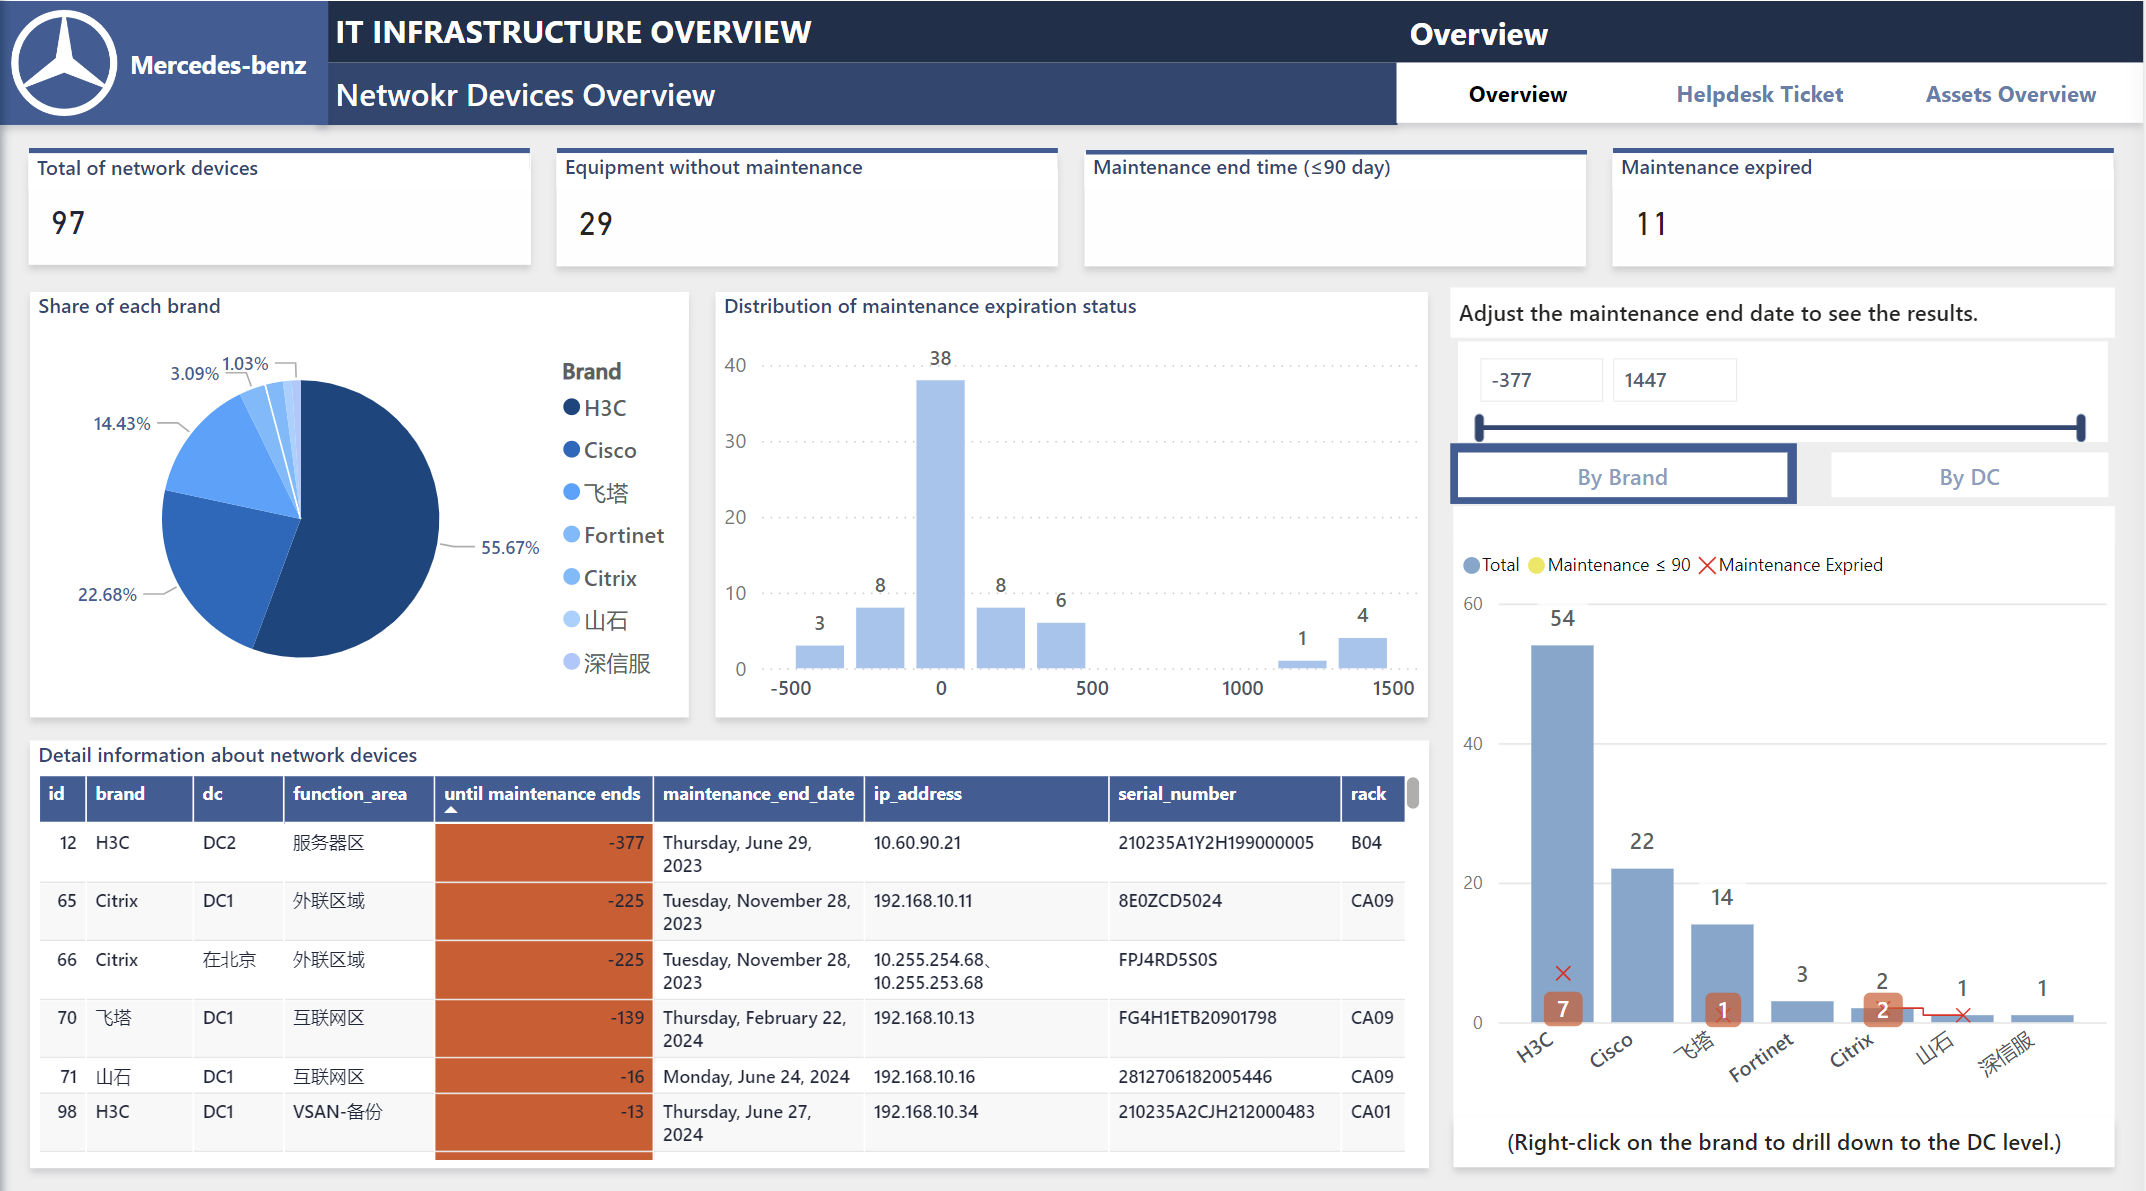 Mercedes-benz
IT INFRASTRUCTURE OVERVIEW
Netwokr Devices Overview
Overview
Overview
Helpdesk Ticket
Assets Overview
Total of network devices
97
Equipment without maintenance
29
Maintenance end time (≤90 day)
Maintenance expired
11
Share of each brand
1.03%
3.09%
14.43%
22.68%
55.67%
Brand
H3C
Cisco
飞塔
Fortinet
Citrix
山石
深信服
Distribution of maintenance expiration status
40
30
20
10
0
3
8
38
8
6
1
4
-500
0
500
1000
1500
Adjust the maintenance end date to see the results.
-377
1447
By Brand
By DC
Total
Maintenance ≤ 90
Maintenance Expried
60
40
20
0
54
22
14
3
2
1
1
7
1
2
H3C
Cisco
飞塔
Fortinet
Citrix
山石
深信服
(Right-click on the brand to drill down to the DC level.)
Detail information about network devices
id brand dc function_area until maintenance ends maintenance_end_date ip_address serial_number rack
12 H3C DC2 服务器区 -377 Thursday, June 29, 10.60.90.21 210235A1Y2H199000005 B04
2023
65 Citrix DC1 外联区域 -225 Tuesday, November 28, 192.168.10.11 8E0ZCD5024 CA09
2023
66 Citrix 在北京 外联区域 -225 Tuesday, November 28, 10.255.254.68、 FPJ4RD5S0S
2023 10.255.253.68
70 飞塔 DC1 互联网区 -139 Thursday, February 22, 192.168.10.13 FG4H1ETB20901798 CA09
2024
71 山石 DC1 互联网区 -16 Monday, June 24, 2024 192.168.10.16 2812706182005446 CA09
98 H3C DC1 VSAN-备份 -13 Thursday, June 27, 192.168.10.34 210235A2CJH212000483 CA01
2024